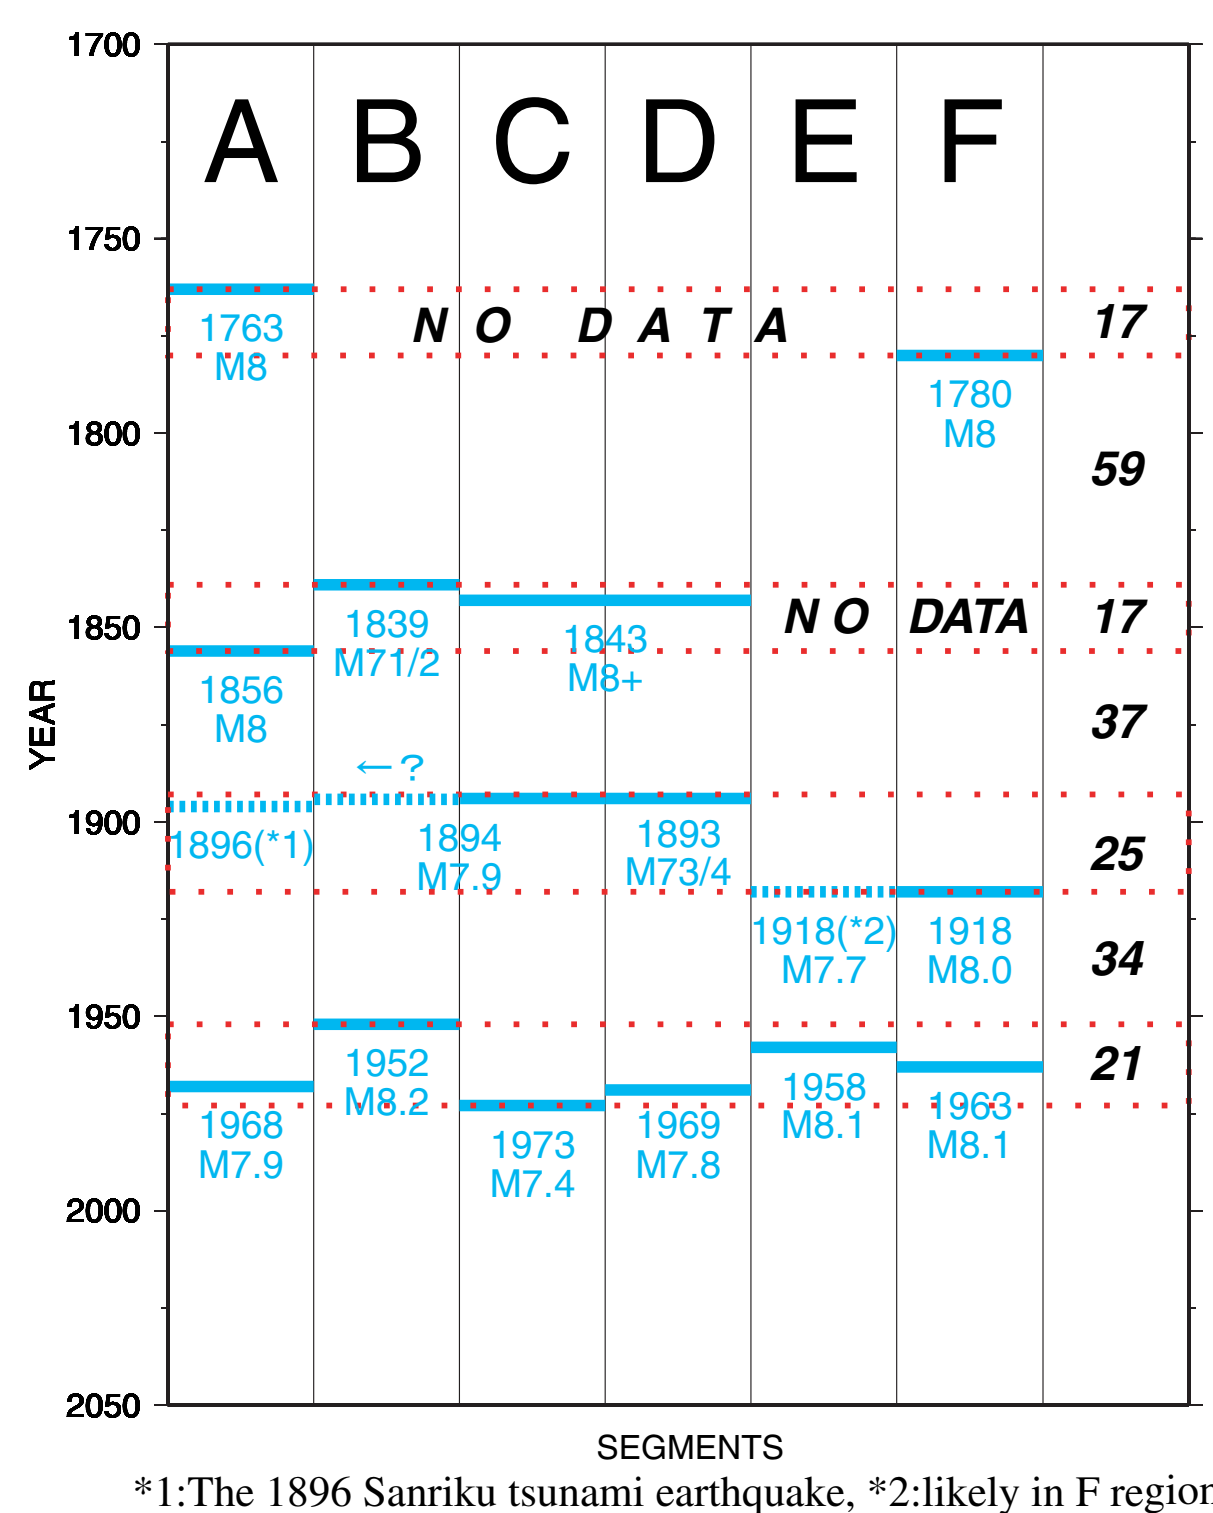 1700
A B C D E F
1750
1763
M8
NO DATA
17
1780
M8
1800
59
1839
M71/2
1843
M8+
NO DATA
17
1850
1856
M8
37
←?
1900
1896(*1)
1894
M7.9
1893
M73/4
25
1918(*2)
M7.7
1918
M8.0
34
1950
1952
M8.2
1958
M8.1
1963
M8.1
21
1968
M7.9
1973
M7.4
1969
M7.8
2000
2050
YEAR
SEGMENTS
*1:The 1896 Sanriku tsunami earthquake, *2:likely in F region